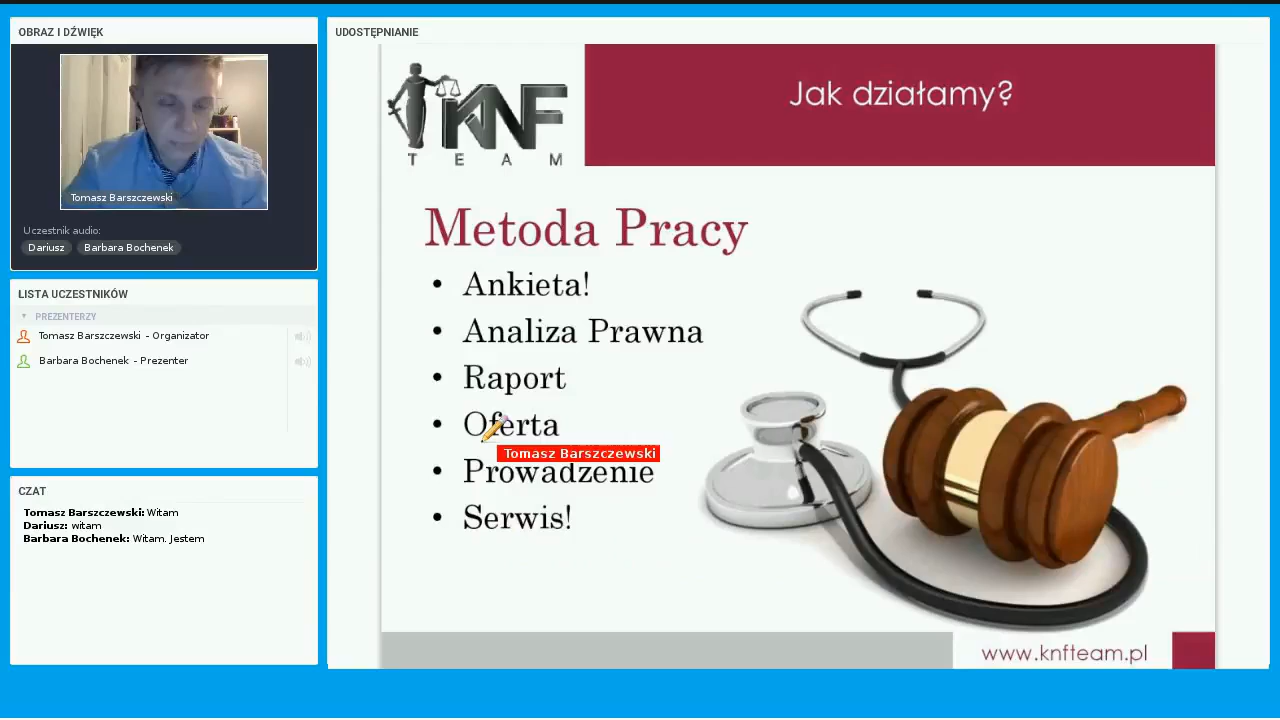 OBRAZ I DŹWIĘK
Tomasz Barszczewski
Uczestnik audio:
Dariusz Barbara Bochenek
LISTA UCZESTNIKÓW
PREZENTERZY
Tomasz Barszczewski - Organizator
Barbara Bochenek - Prezenter
CZAT
Tomasz Barszczewski: Witam
Dariusz: witam
Barbara Bochenek: Witam. Jestem
UDOSTĘPNIANIE
KNF
TEAM
Jak działamy?
Metoda Pracy
• Ankieta!
• Analiza Prawna
• Raport
• Oferta
Tomasz Barszczewski
• Prowadzenie
• Serwis!
www.knfteam.pl